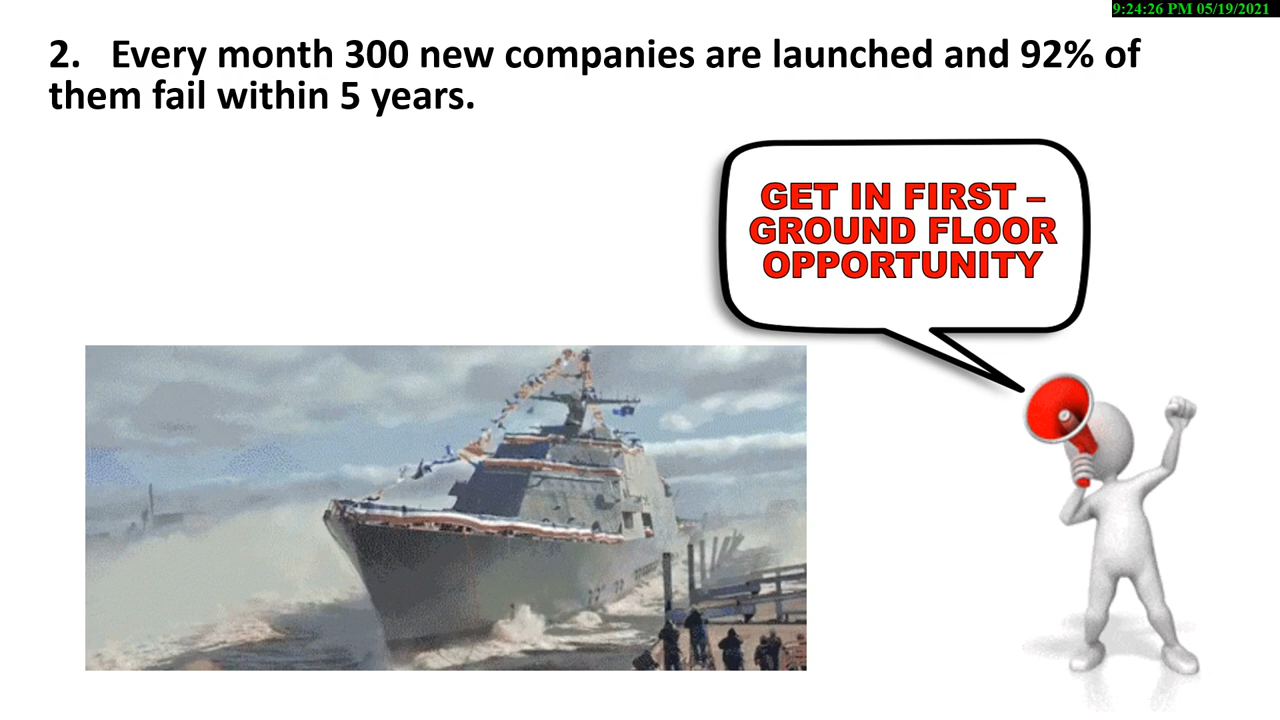 9:24:26 PM 05/19/2021
2. Every month 300 new companies are launched and 92% of
them fail within 5 years.
GET IN FIRST –
GROUND FLOOR
OPPORTUNITY